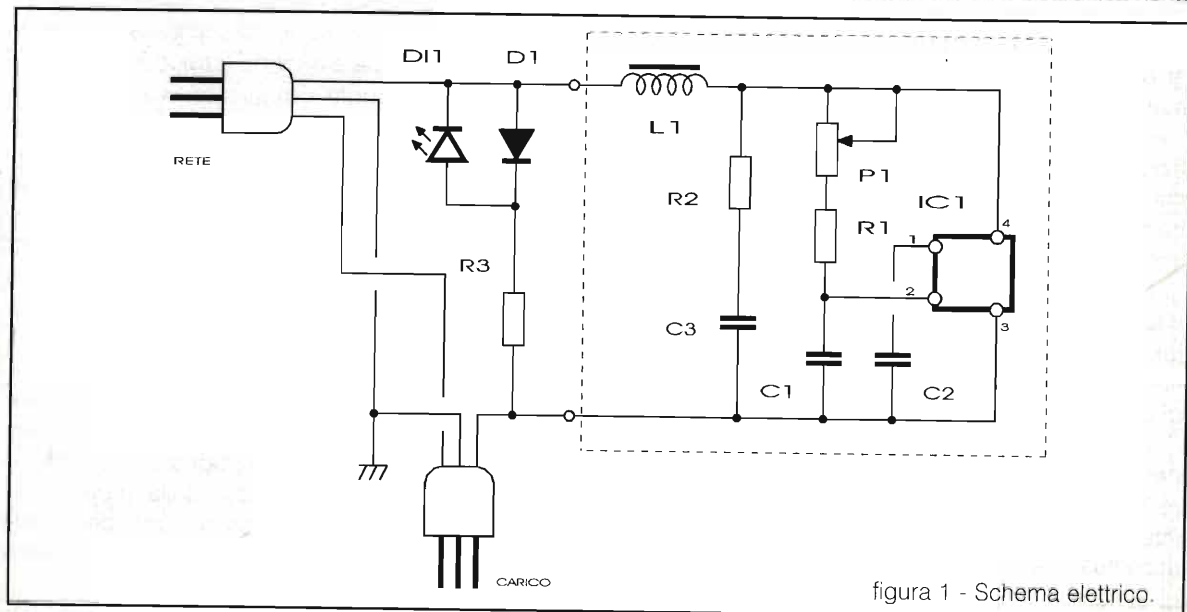 Dl1 D1
RETE
L1
R2
P1
IC1
R1
1
4
2
3
R3
C3
C1
C2
CARICO
figura 1 - Schema elettrico.